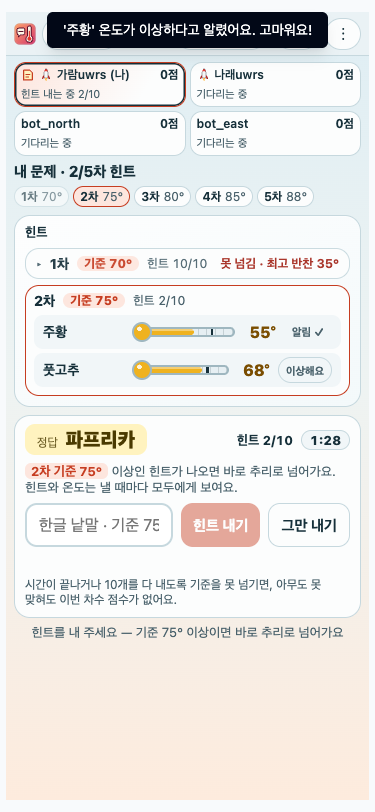 '주황' 온도가 이상하다고 알렸어요. 고마워요!
가람uwrs (나) 0점
힌트 내는 중 2/10
나래uwrs 0점
기다리는 중
bot_north 0점
기다리는 중
bot_east 0점
기다리는 중
내 문제 · 2/5차 힌트
1차 70° 2차 75° 3차 80° 4차 85° 5차 88°
힌트
1차 기준 70° 힌트 10/10 못 넘김 · 최고 반찬 35°
2차 기준 75° 힌트 2/10
주황 55° 알림 ✓
풋고추 68° 이상해요
정답 파프리카 힌트 2/10 1:28
2차 기준 75° 이상인 힌트가 나오면 바로 추리로 넘어가요.
힌트와 온도는 낼 때마다 모두에게 보여요.
한글 낱말 · 기준 75 힌트 내기 그만 내기
시간이 끝나거나 10개를 다 내도록 기준을 못 넘기면, 아무도 못
맞혀도 이번 차수 점수가 없어요.
힌트를 내 주세요 — 기준 75° 이상이면 바로 추리로 넘어가요